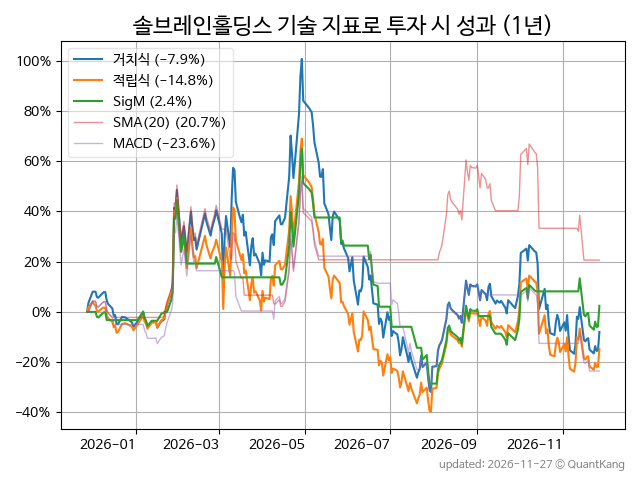 솔브레인홀딩스 기술 지표로 투자 시 성과 (1년)
100%
80%
60%
40%
20%
0%
−20%
−40%
거치식 (−7.9%)
적립식 (−14.8%)
SigM (2.4%)
SMA(20) (20.7%)
MACD (−23.6%)
2026-01
2026-03
2026-05
2026-07
2026-09
2026-11
updated: 2026-11-27 © QuantKang